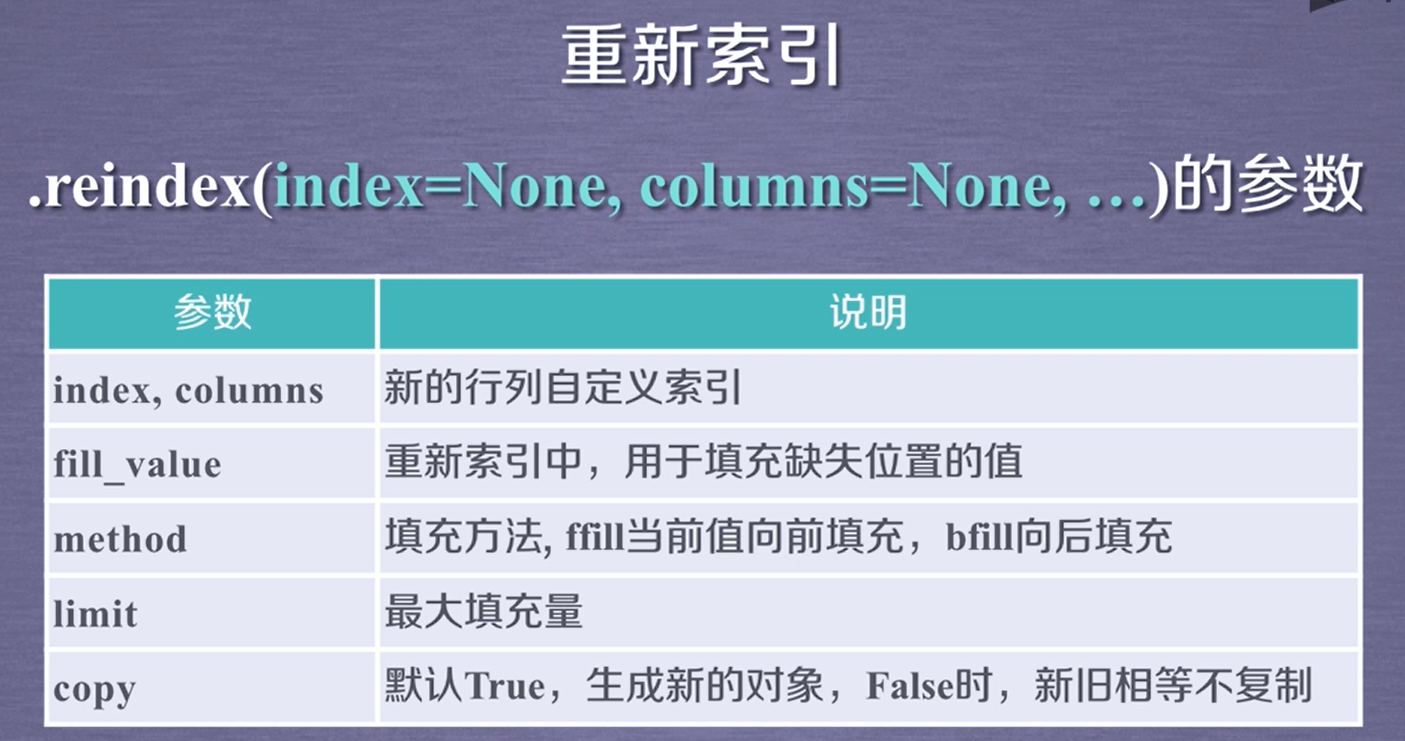 重新索引
.reindex(index=None, columns=None, …)的参数
参数 说明
index, columns 新的行列自定义索引
fill_value 重新索引中，用于填充缺失位置的值
method 填充方法, ffill当前值向前填充，bfill向后填充
limit 最大填充量
copy 默认True，生成新的对象，False时，新旧相等不复制